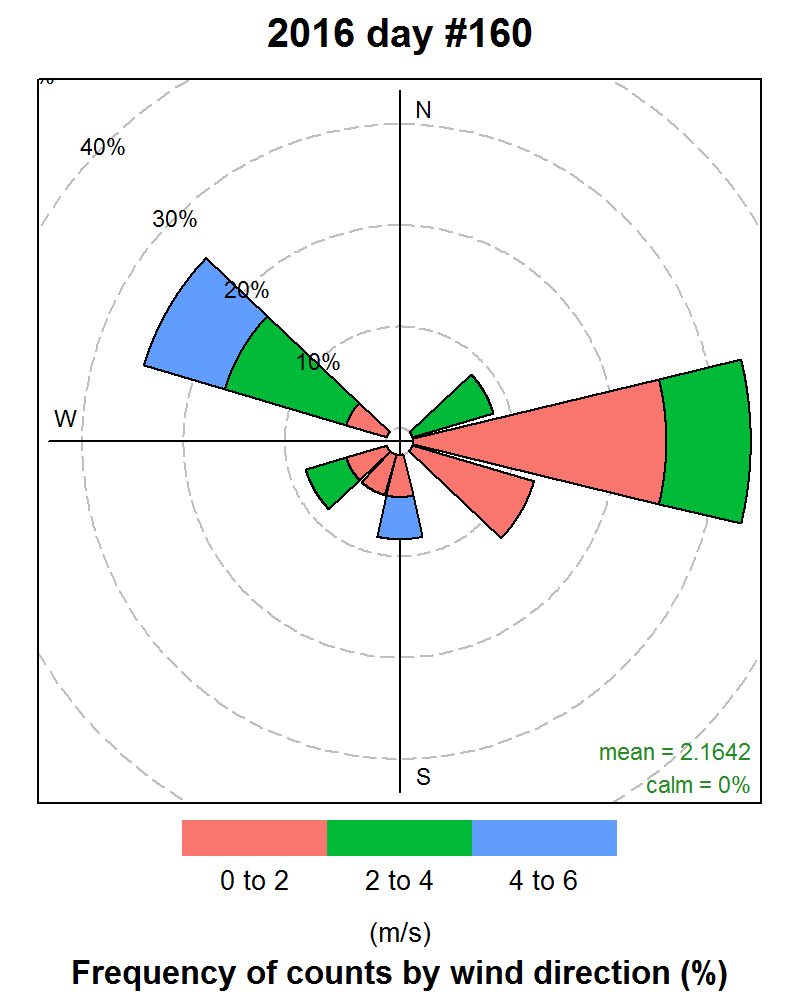 2016 day #160
N
40%
30%
20%
10%
W
mean = 2.1642
S
calm = 0%
0 to 2
2 to 4
4 to 6
(m/s)
Frequency of counts by wind direction (%)